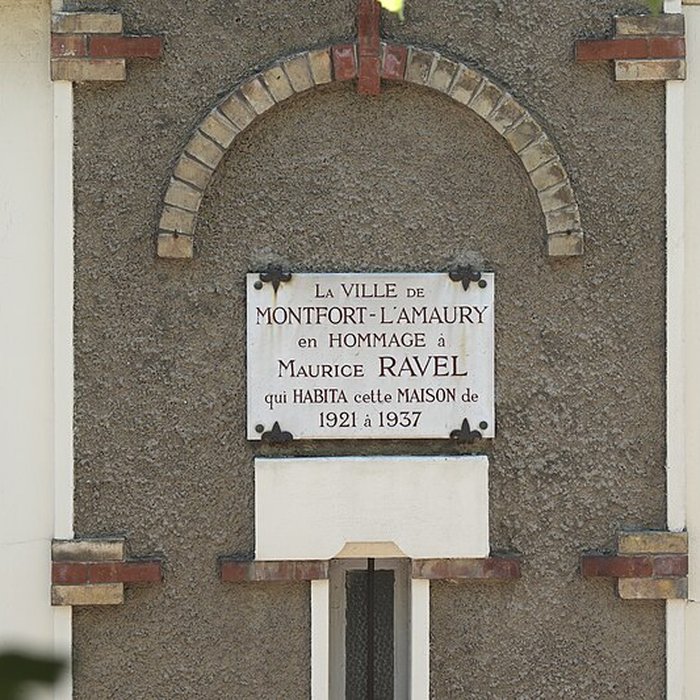 LA VILLE DE
MONTFORT-L'AMAURY
en HOMMAGE à
MAURICE RAVEL
qui HABITA cette MAISON de
1921 à 1937